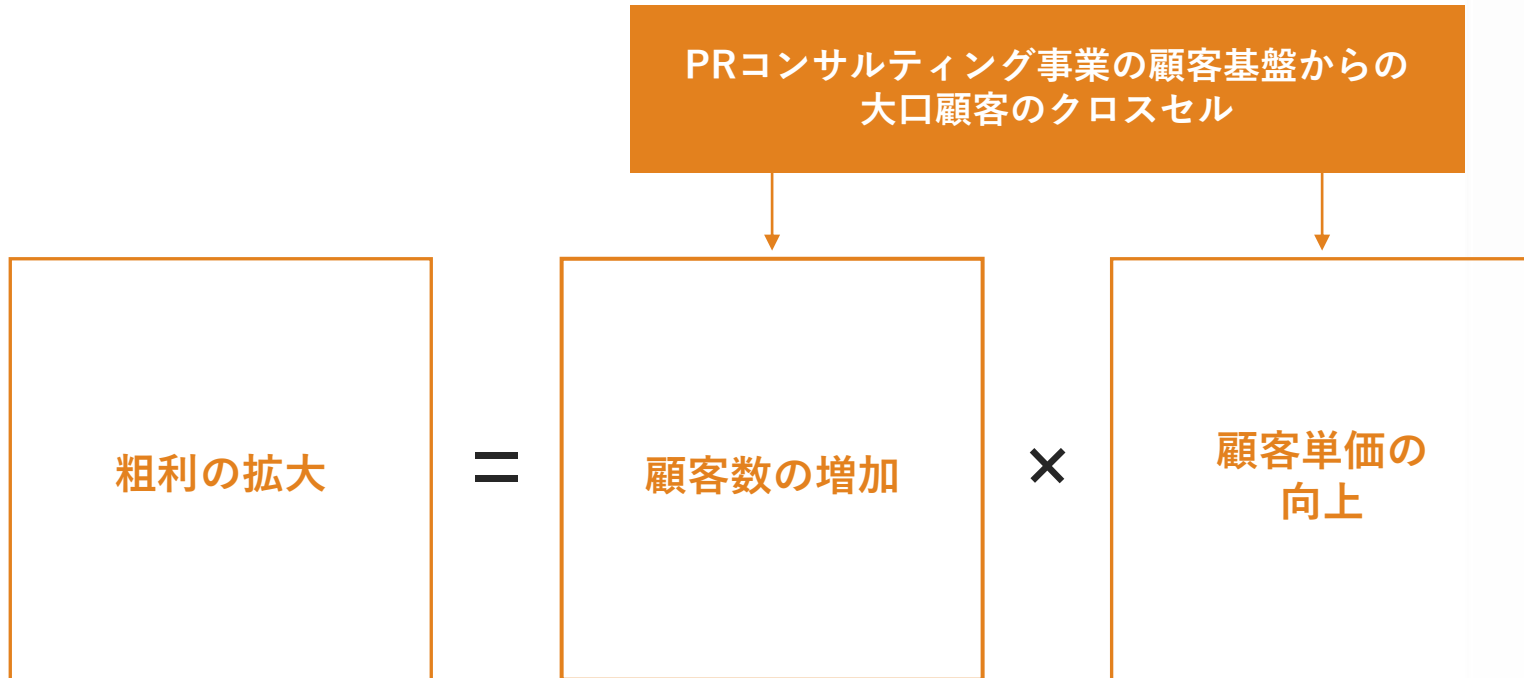 PRコンサルティング事業の顧客基盤からの
大口顧客のクロスセル
粗利の拡大
=
顧客数の増加
×
顧客単価の
向上